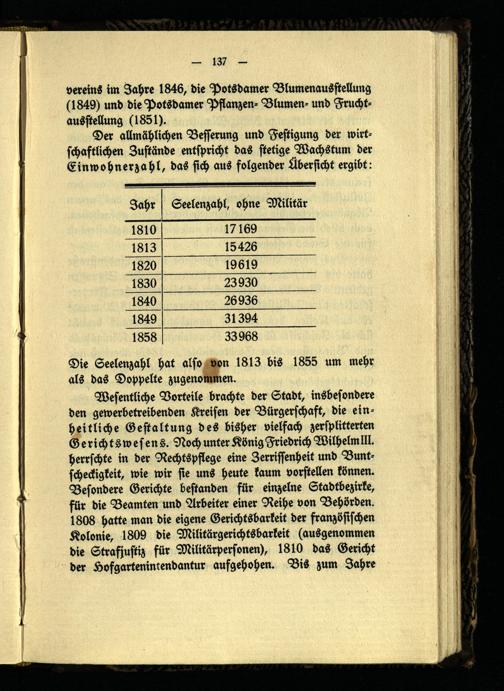 — 137 —
vereins im Jahre 1846, die Potsdamer Blumenausstellung
(1849) und die Potsdamer Pflanzen- Blumen- und Frucht-
ausstellung (1851).
Der allmählichen Besserung und Festigung der wirt-
schaftlichen Zustände entspricht das stetige Wachstum der
Einwohnerzahl, das sich aus folgender Übersicht ergibt:
Jahr Seelenzahl, ohne Militär
1810 17169
1813 15426
1820 19619
1830 23930
1840 26936
1849 31394
1858 33968
Die Seelenzahl hat also von 1813 bis 1855 um mehr
als das Doppelte zugenommen.
Wesentliche Vorteile brachte der Stadt, insbesondere
den gewerbetreibenden Kreisen der Bürgerschaft, die ein-
heitliche Gestaltung des bisher vielfach zersplitterten
Gerichtswesens. Noch unter König Friedrich Wilhelm III.
herrschte in der Rechtspflege eine Zerrissenheit und Bunt-
scheckigkeit, wie wir sie uns heute kaum vorstellen können.
Besondere Gerichte bestanden für einzelne Stadtbezirke,
für die Beamten und Arbeiter einer Reihe von Behörden.
1808 hatte man die eigene Gerichtsbarkeit der französischen
Kolonie, 1809 die Militärgerichtsbarkeit (ausgenommen
die Strafjustiz für Militärpersonen), 1810 das Gericht
der Hofgartenintendantur aufgehohen. Bis zum Jahre